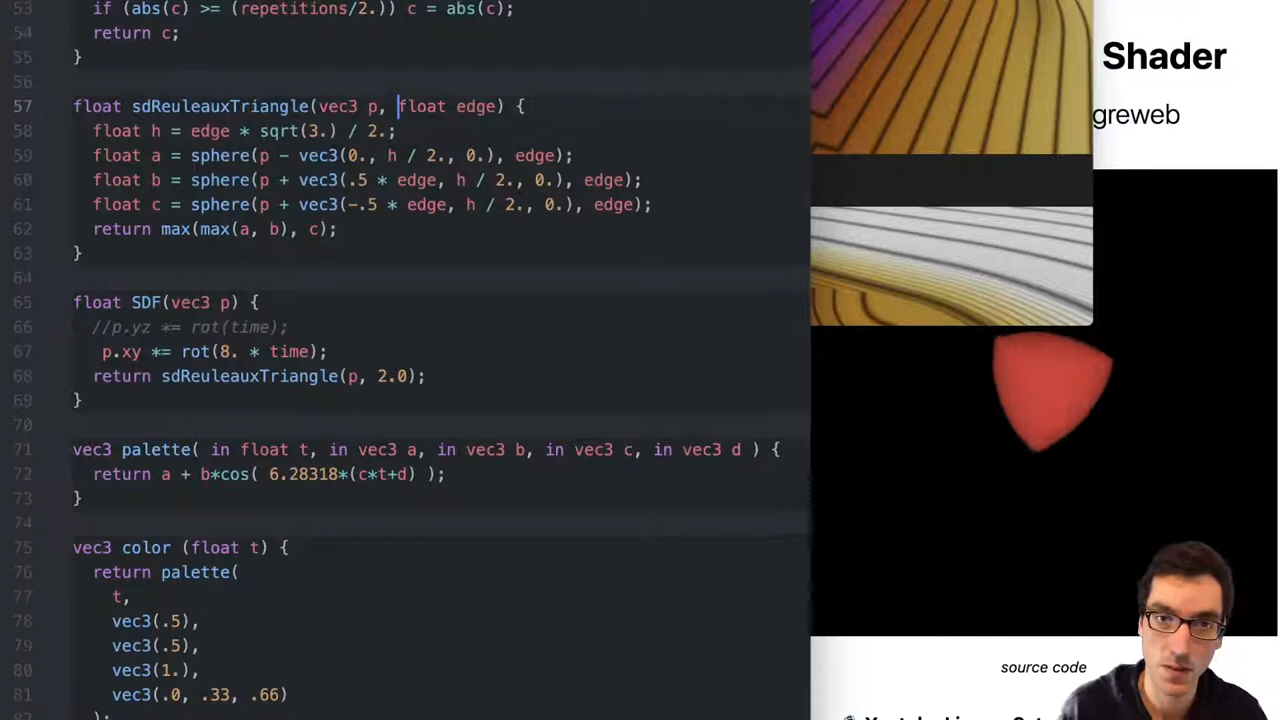 53 if (abs(c) >= (repetitions/2.)) c = abs(c);
54 return c;
55 }
56
57 float sdReuleauxTriangle(vec3 p, float edge) {
58 float h = edge * sqrt(3.) / 2.;
59 float a = sphere(p - vec3(0., h / 2., 0.), edge);
60 float b = sphere(p + vec3(.5 * edge, h / 2., 0.), edge);
61 float c = sphere(p + vec3(-.5 * edge, h / 2., 0.), edge);
62 return max(max(a, b), c);
63 }
64
65 float SDF(vec3 p) {
66 //p.yz *= rot(time);
67 p.xy *= rot(8. * time);
68 return sdReuleauxTriangle(p, 2.0);
69 }
70
71 vec3 palette( in float t, in vec3 a, in vec3 b, in vec3 c, in vec3 d ) {
72 return a + b*cos( 6.28318*(c*t+d) );
73 }
74
75 vec3 color (float t) {
76 return palette(
77 t,
78 vec3(.5),
79 vec3(.5),
80 vec3(1.),
81 vec3(.0, .33, .66)
);
Shader
greweb
source code